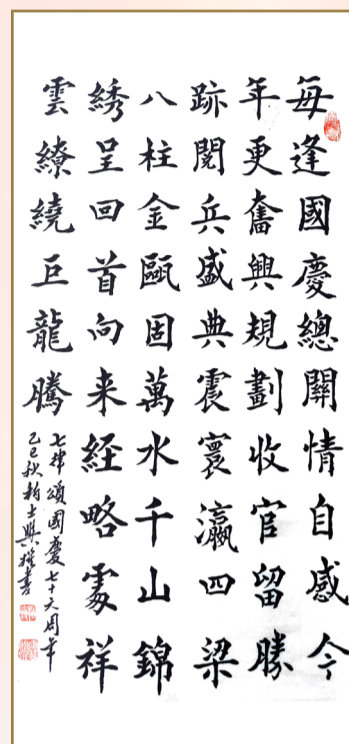 每逢國慶總關情自感今
年更奮興規劃收官留勝
跡閱兵盛典震寰瀛四梁
八柱金甌固萬水千山錦
綉呈回首向来経略處祥
雲繚繞巨龍騰
七律頌國慶七十六周年
乙巳秋